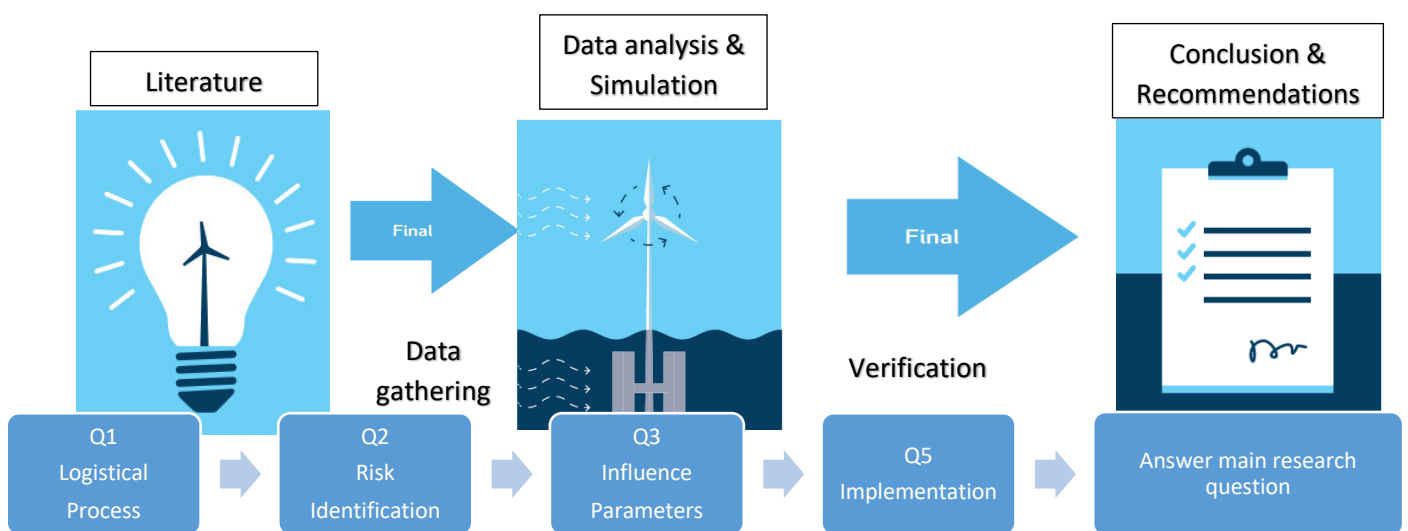 Literature
Data analysis &
Simulation
Conclusion &
Recommendations
Final
Final
Data
gathering
Verification
Q1
Logistical
Process
Q2
Risk
Identification
Q3
Influence
Parameters
Q5
Implementation
Answer main research
question